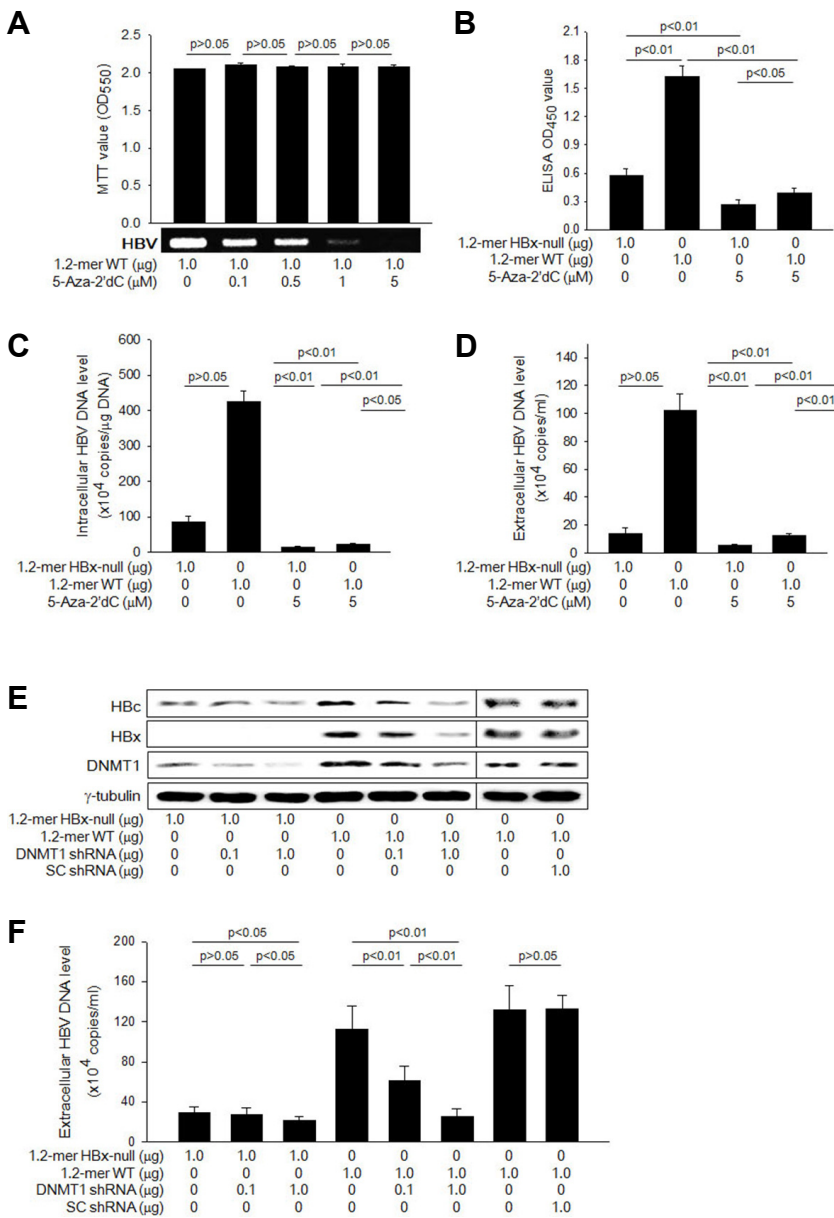 A
MTT value (OD550)
2.5
2.0
1.5
1.0
0.5
0.0
p>0.05 p>0.05 p>0.05 p>0.05
HBV
1.2-mer WT (μg) 1.0 1.0 1.0 1.0 1.0
5-Aza-2'dC (μM) 0 0.1 0.5 1 5
B
ELISA OD450 value
2.1
1.8
1.5
1.2
0.9
0.6
0.3
0.0
p<0.01
p<0.01 p<0.01
p<0.05
1.2-mer HBx-null (μg) 1.0 0 1.0 0
1.2-mer WT (μg) 0 1.0 0 1.0
5-Aza-2'dC (μM) 0 0 5 5
C
Intracellular HBV DNA level
(x104 copies/μg DNA)
600
500
400
300
200
100
0
p<0.01
p>0.05 p<0.01 p<0.01
p<0.05
1.2-mer HBx-null (μg) 1.0 0 1.0 0
1.2-mer WT (μg) 0 1.0 0 1.0
5-Aza-2'dC (μM) 0 0 5 5
D
Extracellular HBV DNA level
(x104 copies/ml)
140
120
100
80
60
40
20
0
p<0.01
p>0.05 p<0.01 p<0.01
p<0.01
1.2-mer HBx-null (μg) 1.0 0 1.0 0
1.2-mer WT (μg) 0 1.0 0 1.0
5-Aza-2'dC (μM) 0 0 5 5
E
HBc
HBx
DNMT1
γ-tubulin
1.2-mer HBx-null (μg) 1.0 1.0 1.0 0 0 0 0 0
1.2-mer WT (μg) 0 0 0 1.0 1.0 1.0 1.0 1.0
DNMT1 shRNA (μg) 0 0.1 1.0 0 0.1 1.0 0 0
SC shRNA (μg) 0 0 0 0 0 0 0 1.0
F
Extracellular HBV DNA level
(x104 copies/ml)
200
160
120
80
40
0
p<0.05 p<0.01
p>0.05 p<0.05 p<0.01 p<0.01 p>0.05
1.2-mer HBx-null (μg) 1.0 1.0 1.0 0 0 0 0 0
1.2-mer WT (μg) 0 0 0 1.0 1.0 1.0 1.0 1.0
DNMT1 shRNA (μg) 0 0.1 1.0 0 0.1 1.0 0 0
SC shRNA (μg) 0 0 0 0 0 0 0 1.0